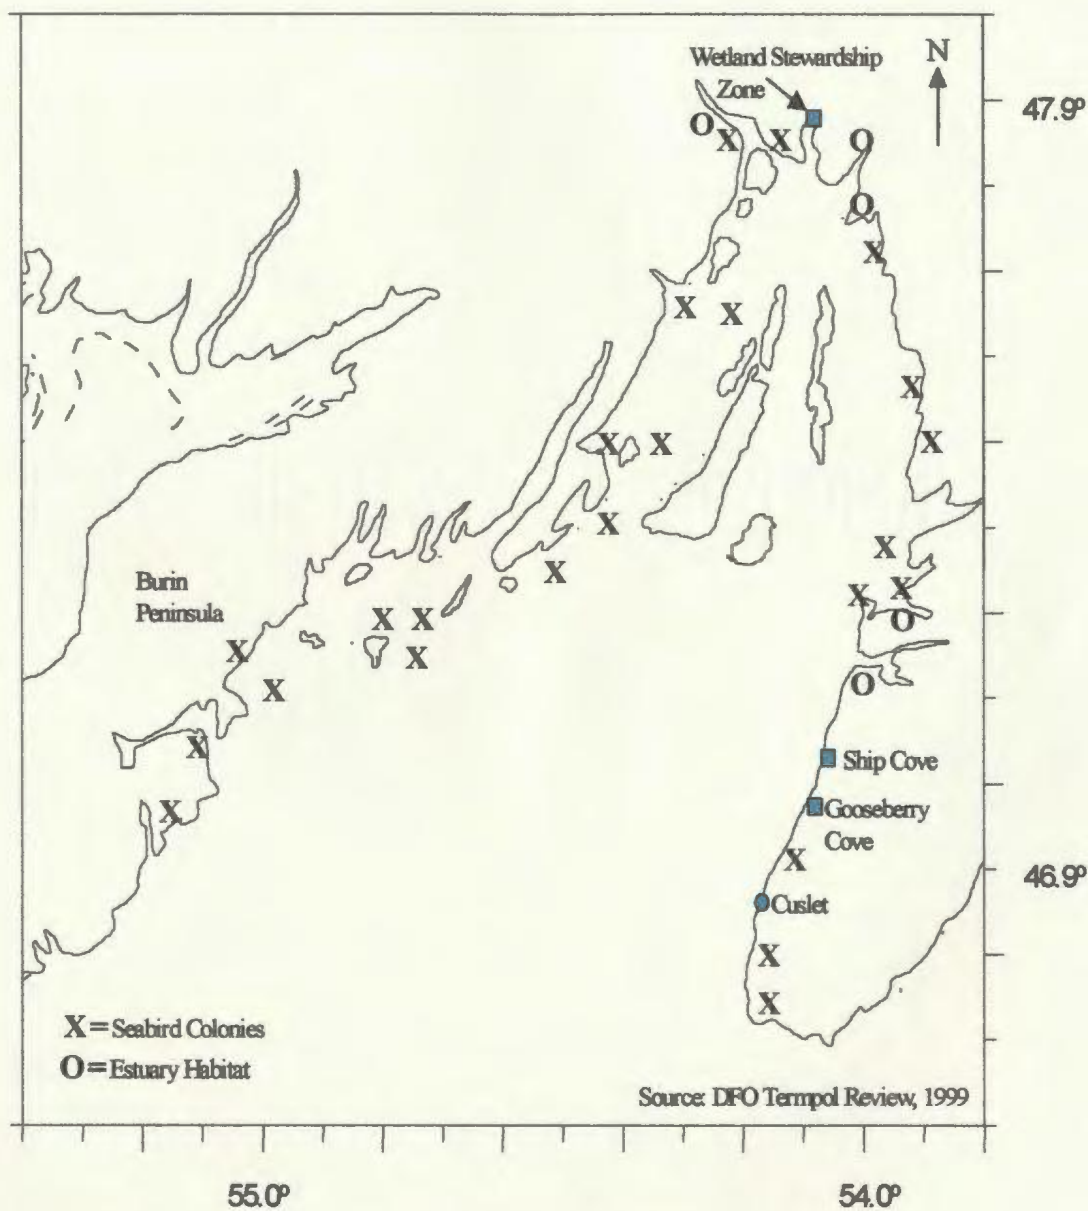 Wetland Stewardship
Zone
N
47.9°
O
X
X
O
O
X
X
X
X
X
X
X
X
X
X
X
X
O
X
X
X
Burin
Peninsula
X
X
O
X
X
Ship Cove
Gooseberry
Cove
X
46.9°
Cuslet
X
X
X = Seabird Colonies
O = Estuary Habitat
Source: DFO Termpol Review, 1999
55.0°
54.0°